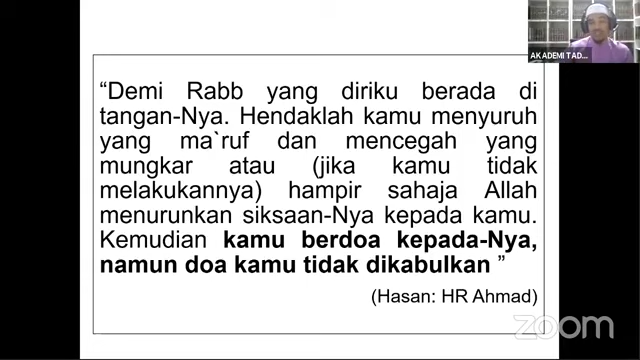 AKADEMI TAD...
“Demi Rabb yang diriku berada di
tangan-Nya. Hendaklah kamu menyuruh
yang ma`ruf dan mencegah yang
mungkar atau (jika kamu tidak
melakukannya) hampir sahaja Allah
menurunkan siksaan-Nya kepada kamu.
Kemudian kamu berdoa kepada-Nya,
namun doa kamu tidak dikabulkan ”
(Hasan: HR Ahmad)
zoom